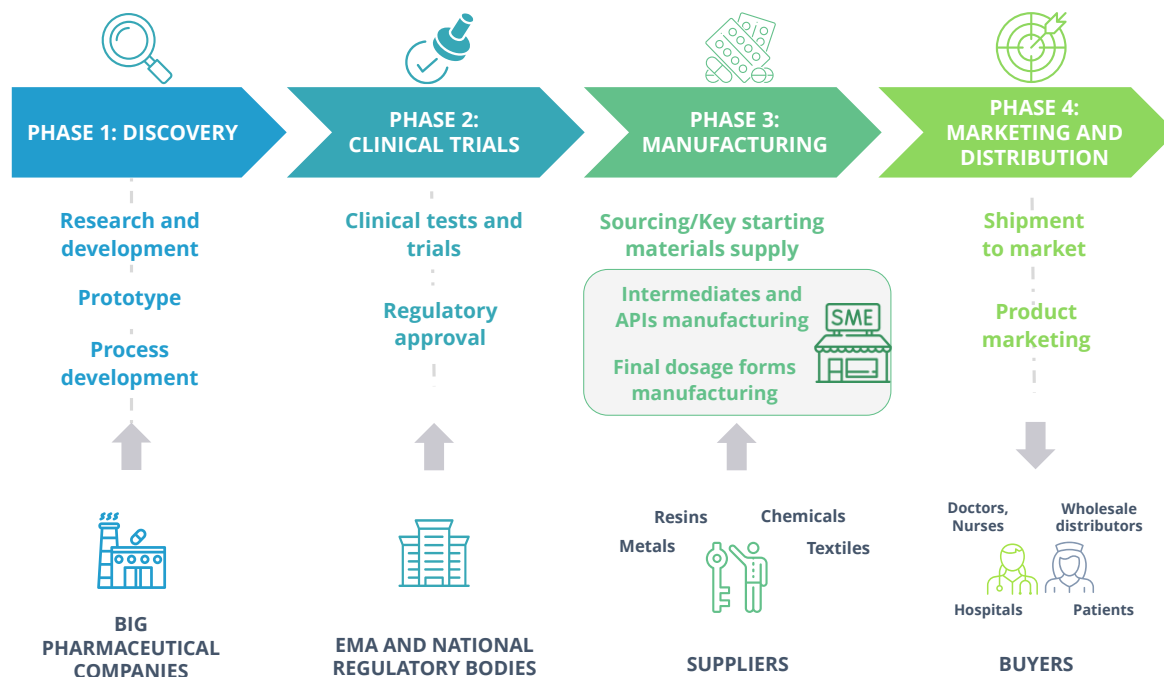 PHASE 1: DISCOVERY
PHASE 2:
CLINICAL TRIALS
PHASE 3:
MANUFACTURING
PHASE 4:
MARKETING AND
DISTRIBUTION
Research and
development
Prototype
Process
development
Clinical tests and
trials
Regulatory
approval
Sourcing/Key starting
materials supply
Intermediates and
APIs manufacturing
SME
Final dosage forms
manufacturing
Shipment
to market
Product
marketing
BIG
PHARMACEUTICAL
COMPANIES
EMA AND NATIONAL
REGULATORY BODIES
Resins
Chemicals
Metals
Textiles
SUPPLIERS
Doctors,
Nurses
Wholesale
distributors
Hospitals
Patients
BUYERS